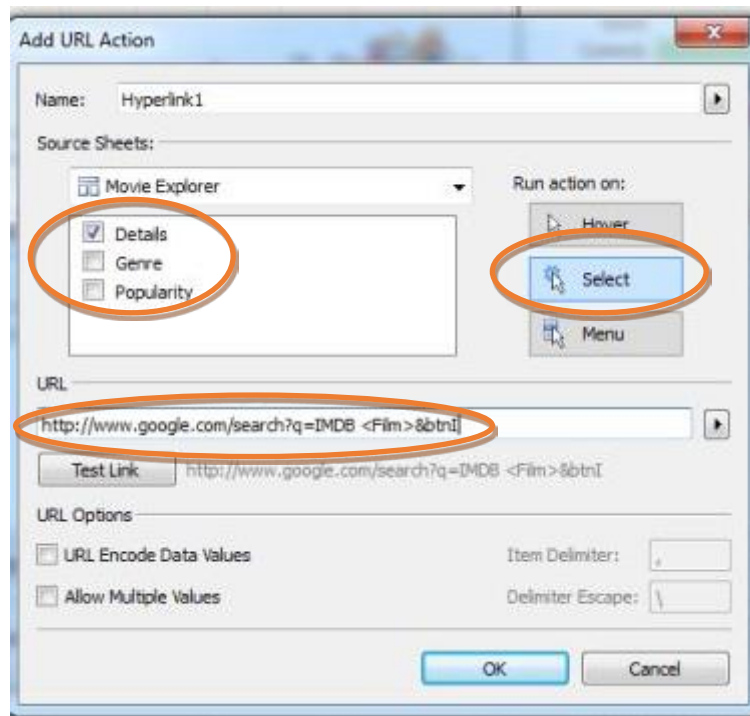 Add URL Action
Name: Hyperlink1
Source Sheets:
Movie Explorer
Run action on:
Details
Genre
Popularity
Hover
Select
Menu
URL
http://www.google.com/search?q=IMDB <Film>&btnI
Test Link http://www.google.com/search?q=IMDB <Film>&btnI
URL Options
URL Encode Data Values Item Delimiter: ,
Allow Multiple Values Delimiter Escape: \
OK Cancel